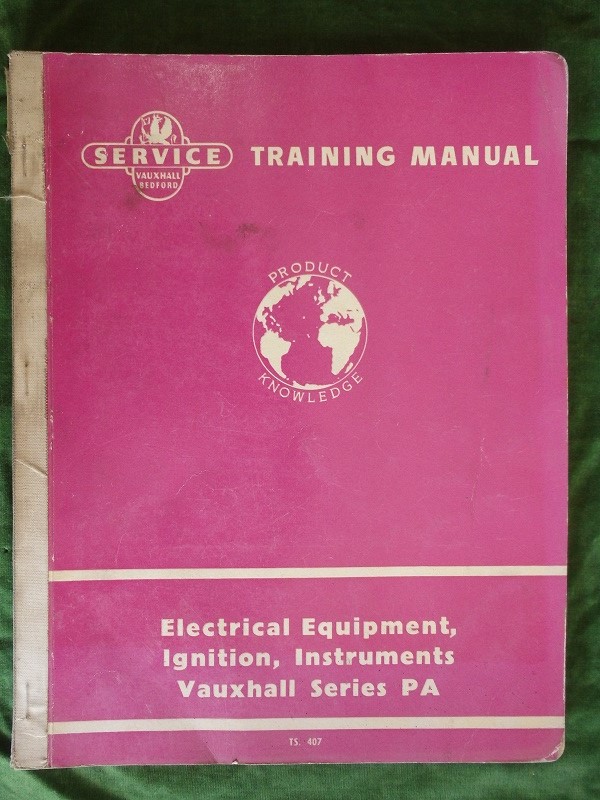 SERVICE TRAINING MANUAL
VAUXHALL
BEDFORD
PRODUCT
KNOWLEDGE
Electrical Equipment,
Ignition, Instruments
Vauxhall Series PA
TS. 407